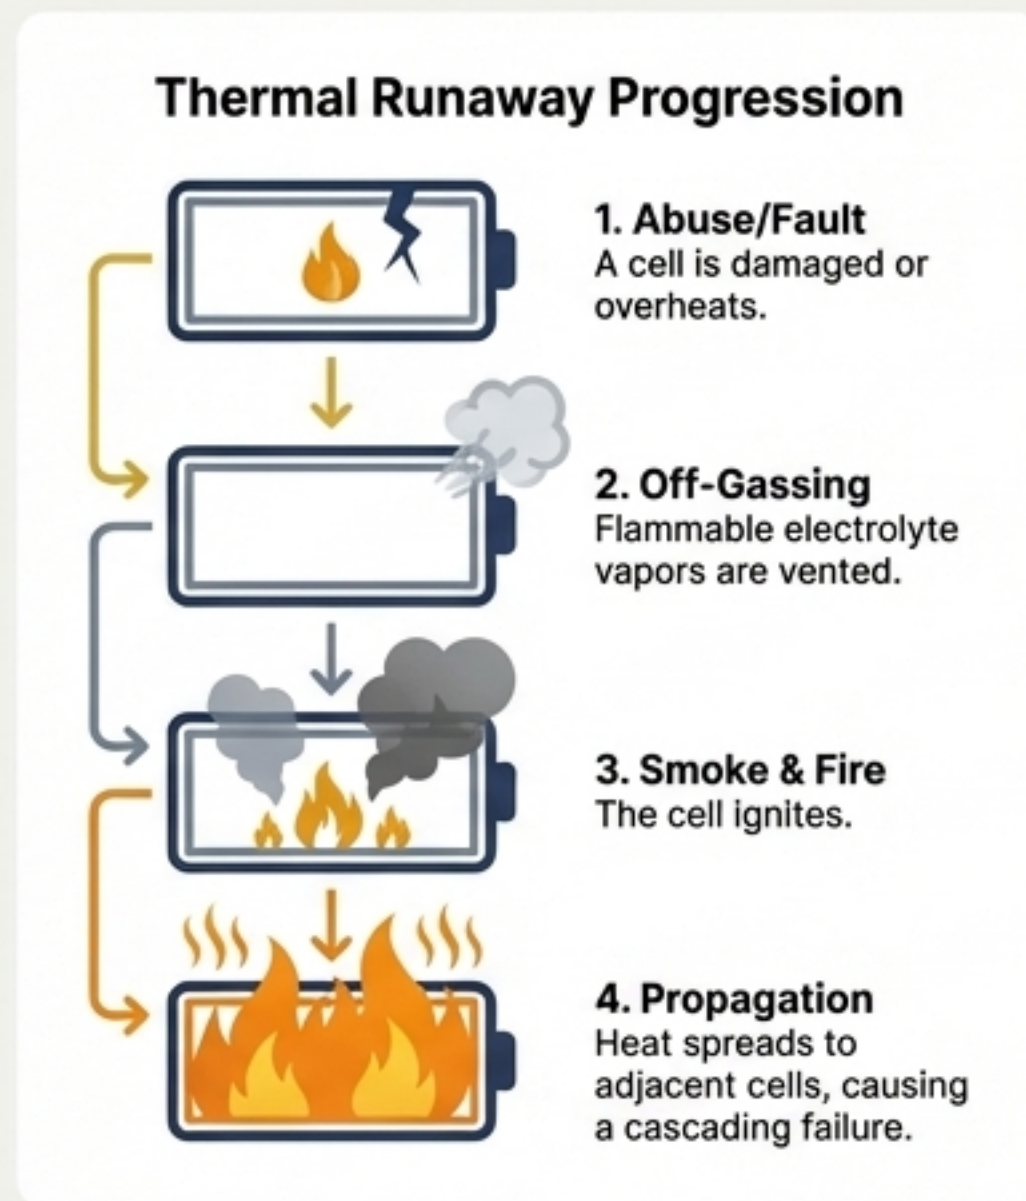 Thermal Runaway Progression
1. Abuse/Fault
A cell is damaged or
overheats.
2. Off-Gassing
Flammable electrolyte
vapors are vented.
3. Smoke & Fire
The cell ignites.
4. Propagation
Heat spreads to
adjacent cells, causing
a cascading failure.